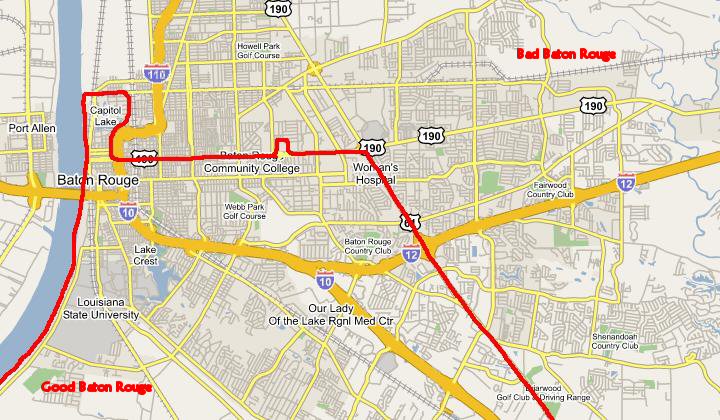 190
Howell Park
Golf Course
Bad Baton Rouge
110
190
Capitol
Lake
Port Allen
190
190
190
Baton Rouge
Community College
Woman's
Hospital
Baton Rouge
12
Fairwood
Country Club
10
Webb Park
Golf Course
61
Baton Rouge
Country Club
12
Lake
Crest
10
Louisiana
State University
Our Lady
Of the Lake Rgnl Med Ctr.
Shenandoah
Country Club
Good Baton Rouge
Briarwood
Golf Club & Driving Range